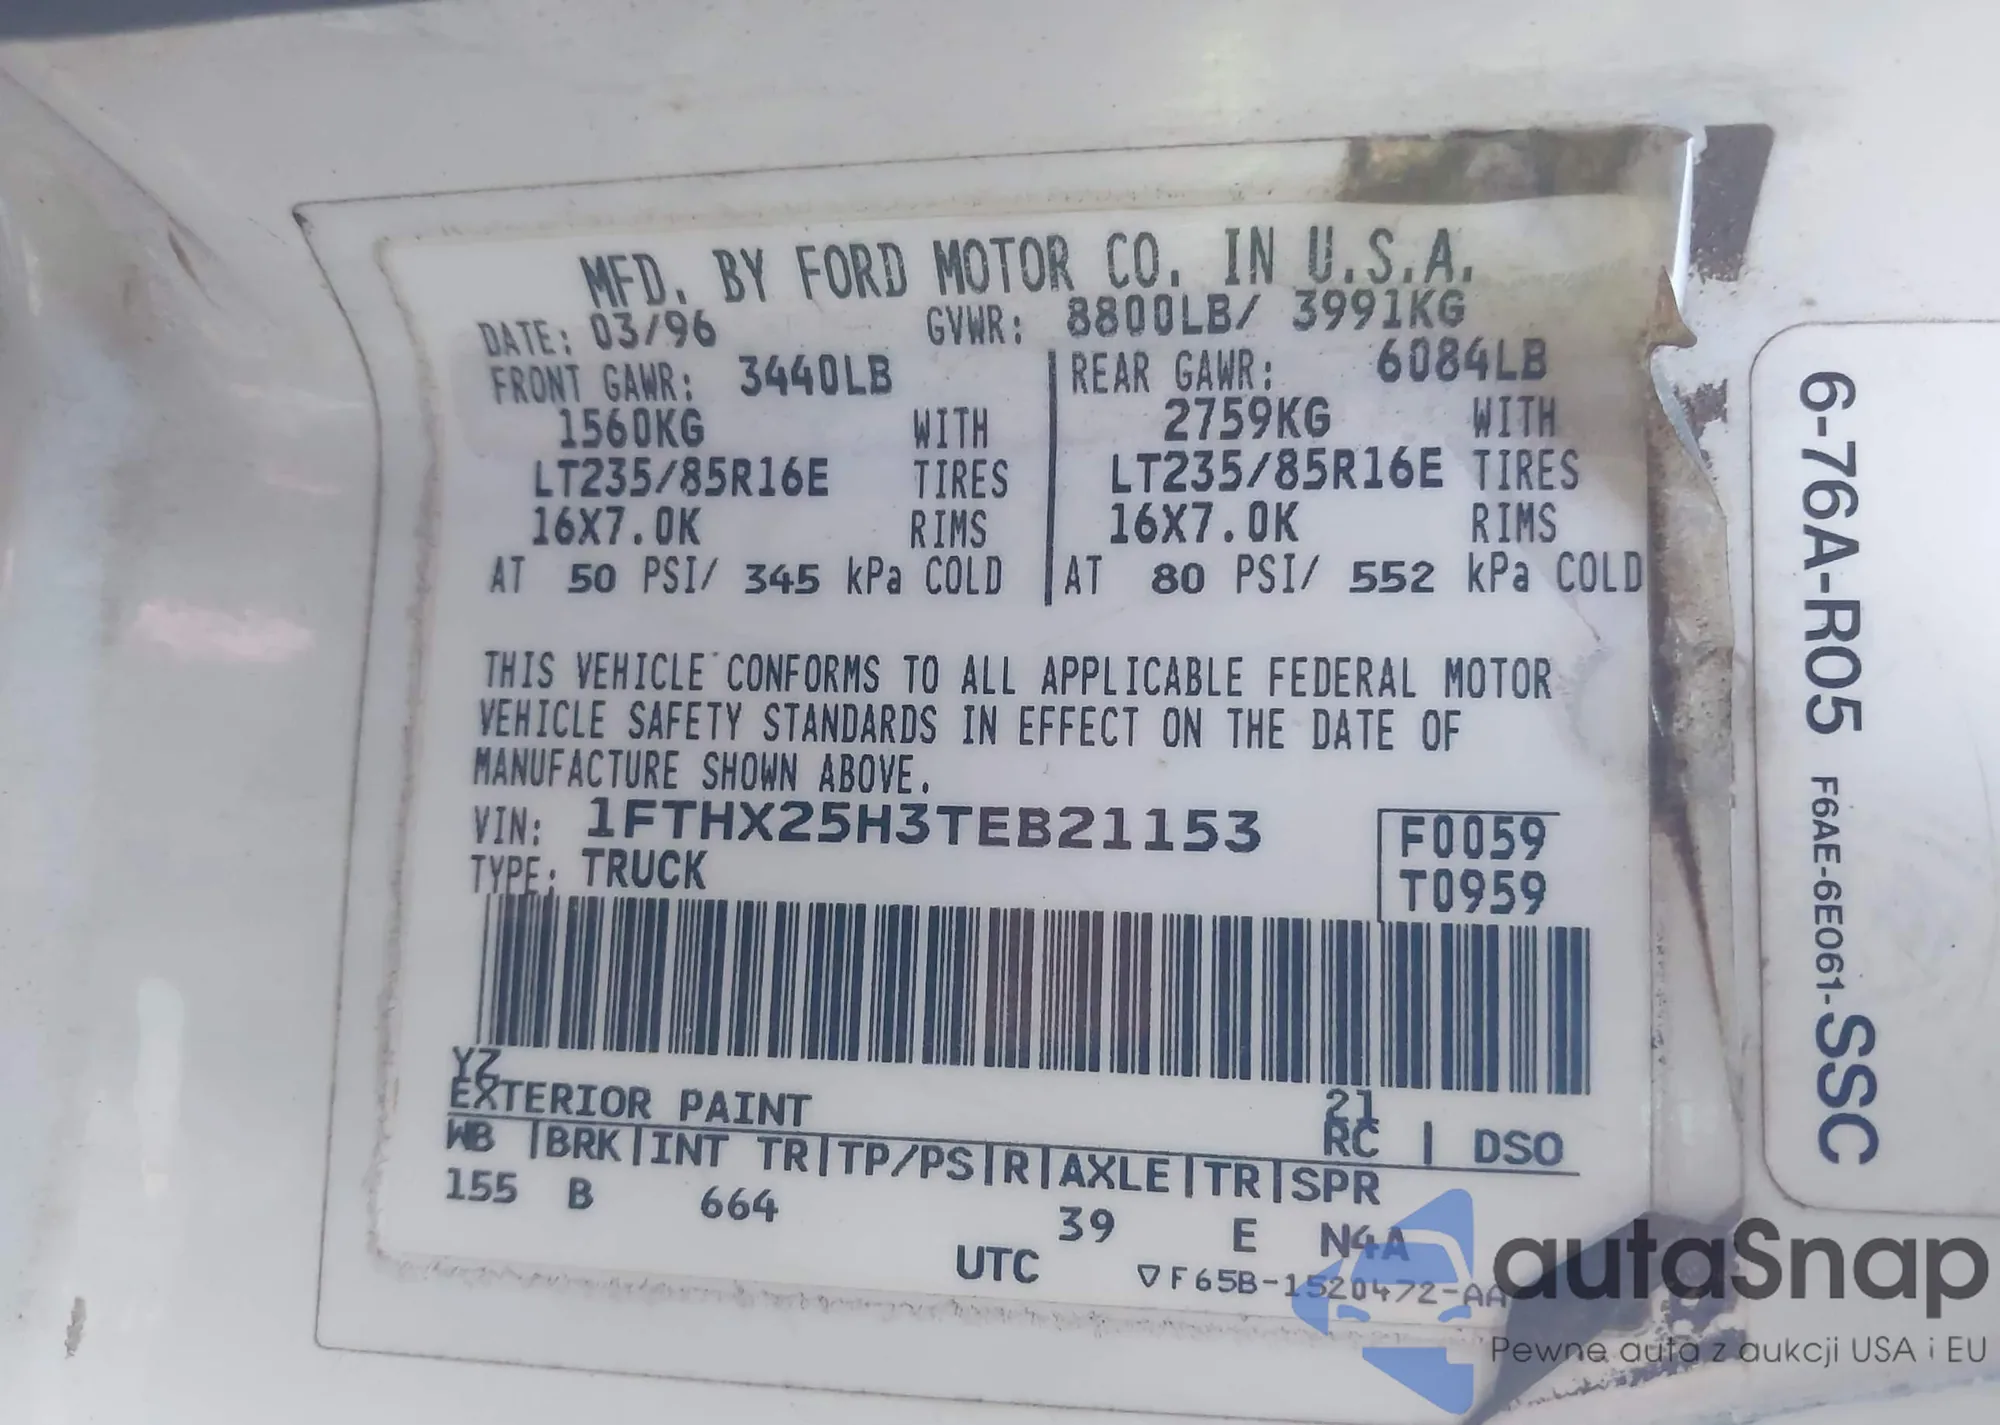 MFD. BY FORD MOTOR CO. IN U.S.A.
DATE: 03/96 GVWR: 8800LB/ 3991KG
FRONT GAWR: 3440LB REAR GAWR: 6084LB
1560KG WITH 2759KG WITH
LT235/85R16E TIRES LT235/85R16E TIRES
16X7.0K RIMS 16X7.0K RIMS
AT 50 PSI/ 345 kPa COLD AT 80 PSI/ 552 kPa COLD
THIS VEHICLE CONFORMS TO ALL APPLICABLE FEDERAL MOTOR
VEHICLE SAFETY STANDARDS IN EFFECT ON THE DATE OF
MANUFACTURE SHOWN ABOVE.
VIN: 1FTHX25H3TEB21153 F0059
TYPE: TRUCK T0959
YZ
EXTERIOR PAINT 21
RC | DSO
WB |BRK|INT TR|TP/PS|R|AXLE|TR|SPR
155 B 664 39 E N4A
UTC ▽F65B-1520472-AA
6-76A-R05 F6AE-6E061-SSC
autaSnap
Pewne auta z aukcji USA i EU